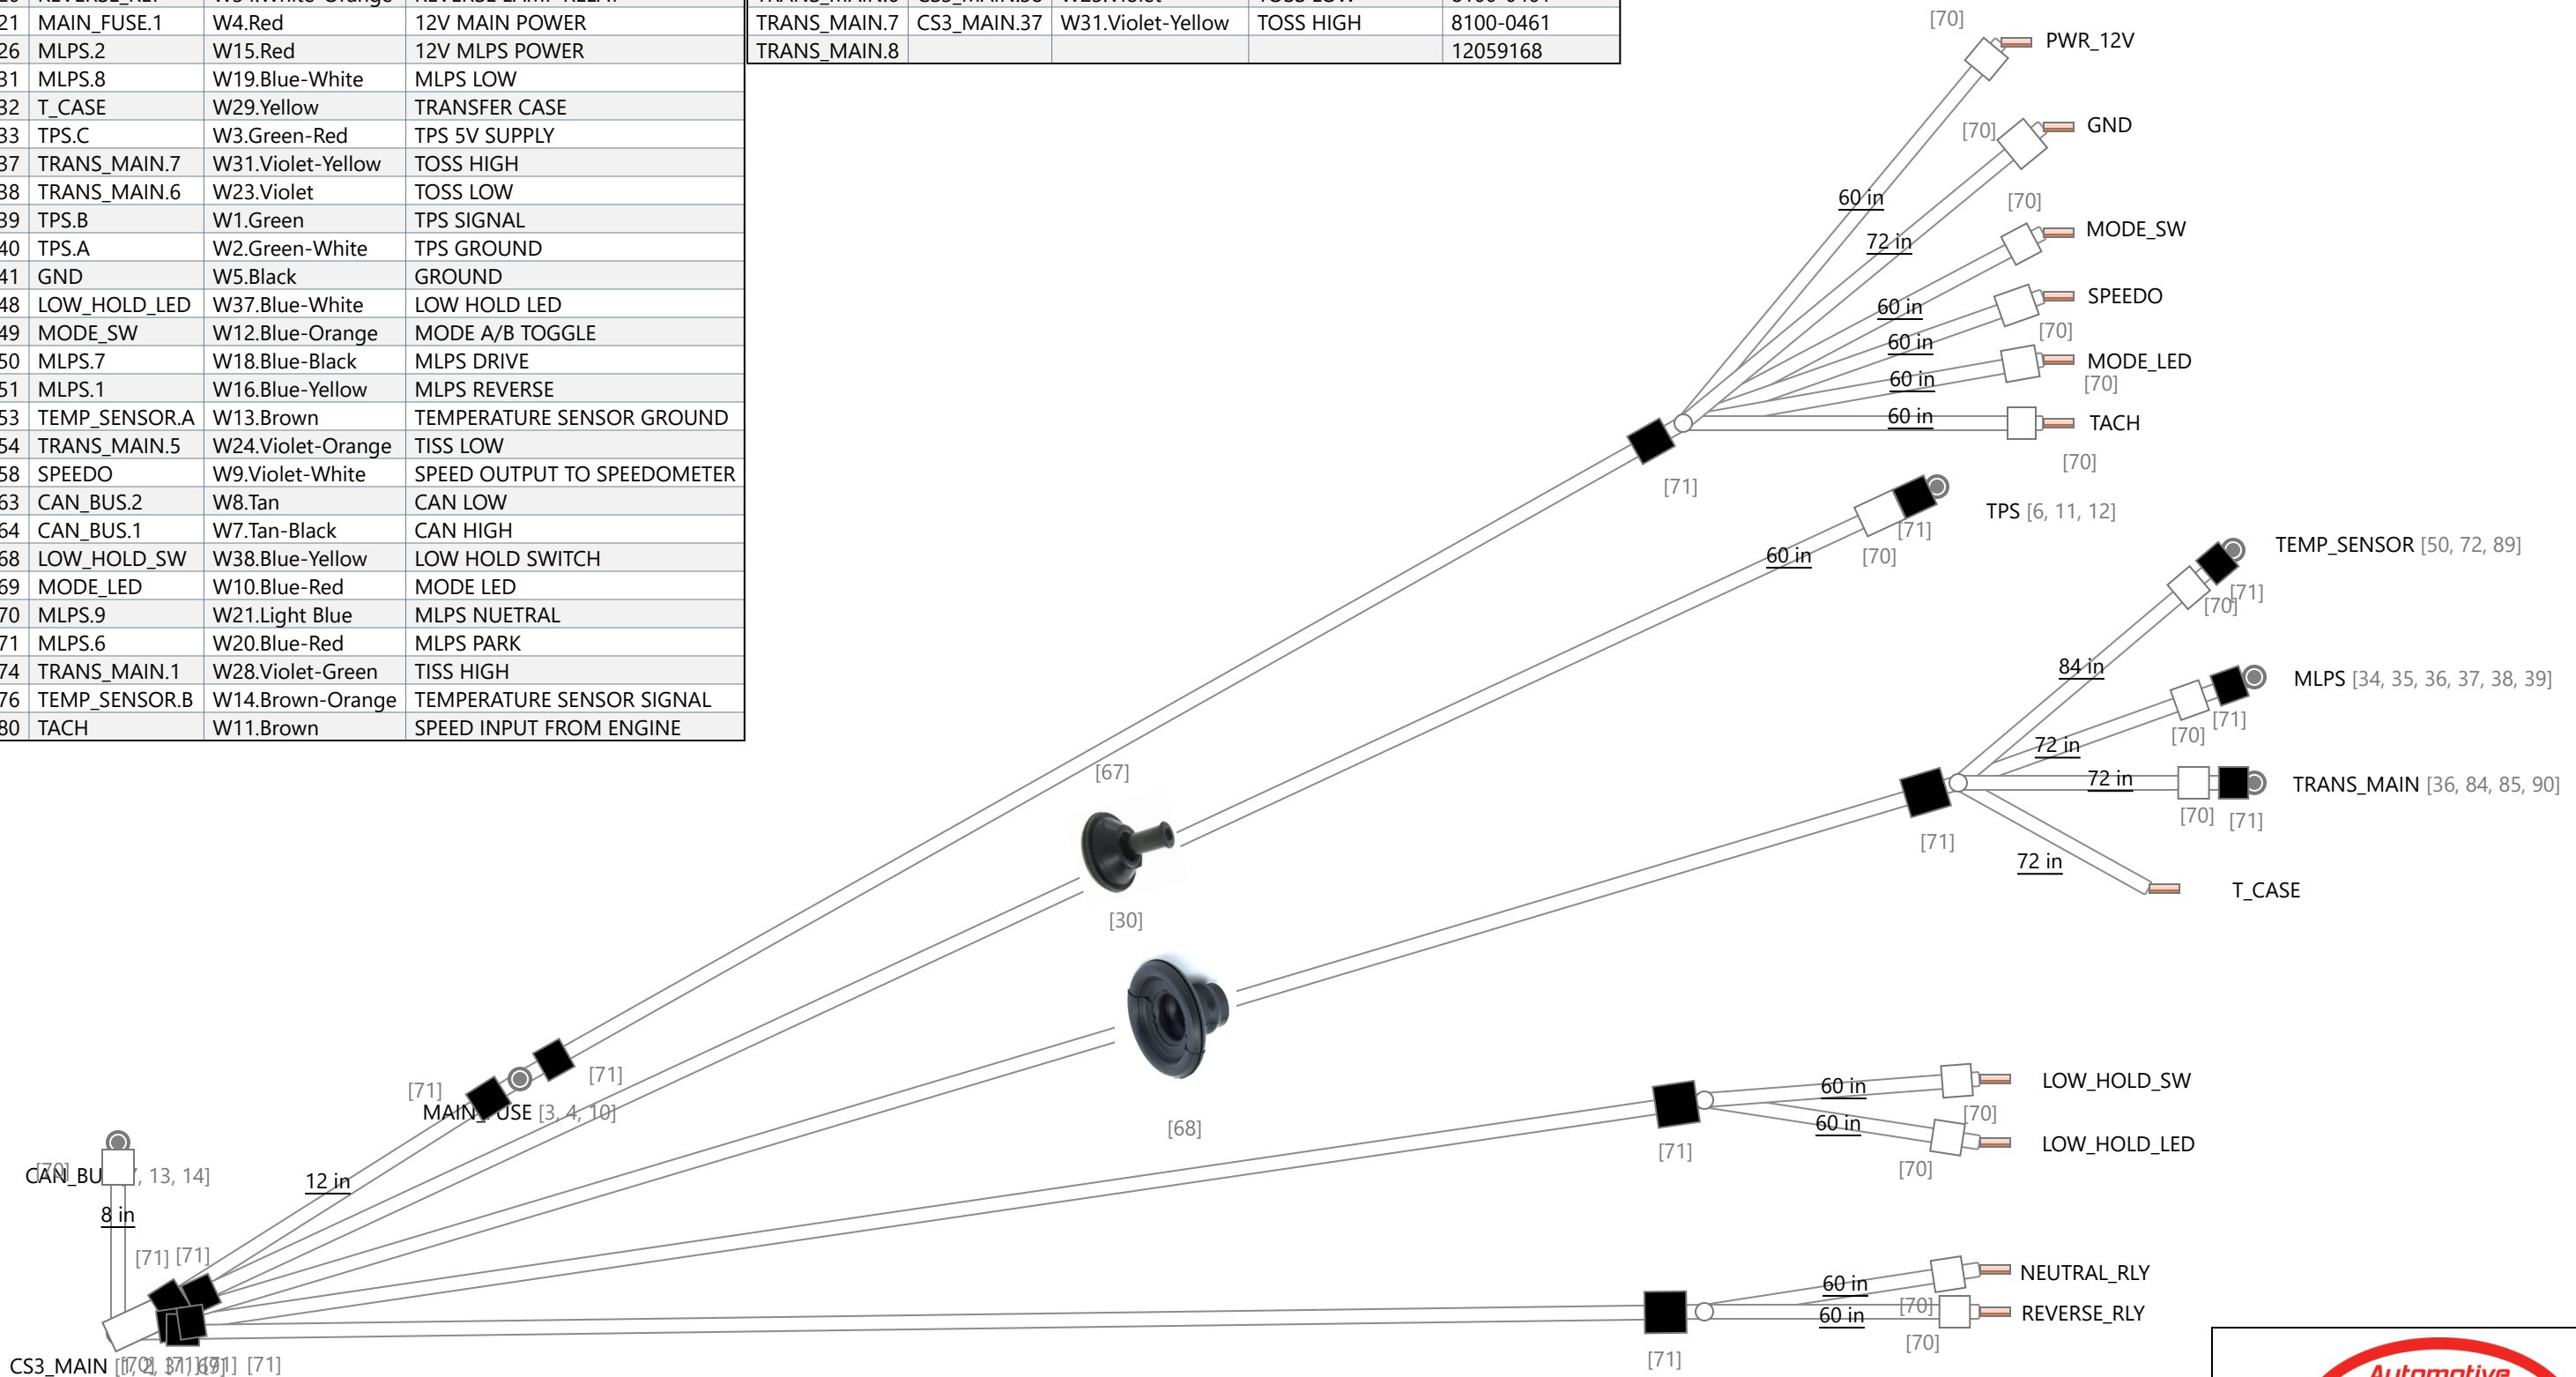 21 MAIN_FUSE.1 W4.Red 12V MAIN POWER
26 MLPS.2 W15.Red 12V MLPS POWER
31 MLPS.8 W19.Blue-White MLPS LOW
32 T_CASE W29.Yellow TRANSFER CASE
33 TPS.C W3.Green-Red TPS 5V SUPPLY
37 TRANS_MAIN.7 W31.Violet-Yellow TOSS HIGH
38 TRANS_MAIN.6 W23.Violet TOSS LOW
39 TPS.B W1.Green TPS SIGNAL
40 TPS.A W2.Green-White TPS GROUND
41 GND W5.Black GROUND
48 LOW_HOLD_LED W37.Blue-White LOW HOLD LED
49 MODE_SW W12.Blue-Orange MODE A/B TOGGLE
50 MLPS.7 W18.Blue-Black MLPS DRIVE
51 MLPS.1 W16.Blue-Yellow MLPS REVERSE
53 TEMP_SENSOR.A W13.Brown TEMPERATURE SENSOR GROUND
54 TRANS_MAIN.5 W24.Violet-Orange TISS LOW
58 SPEEDO W9.Violet-White SPEED OUTPUT TO SPEEDOMETER
63 CAN_BUS.2 W8.Tan CAN LOW
64 CAN_BUS.1 W7.Tan-Black CAN HIGH
68 LOW_HOLD_SW W38.Blue-Yellow LOW HOLD SWITCH
69 MODE_LED W10.Blue-Red MODE LED
70 MLPS.9 W21.Light Blue MLPS NUETRAL
71 MLPS.6 W20.Blue-Red MLPS PARK
74 TRANS_MAIN.1 W28.Violet-Green TISS HIGH
76 TEMP_SENSOR.B W14.Brown-Orange TEMPERATURE SENSOR SIGNAL
80 TACH W11.Brown SPEED INPUT FROM ENGINE
TRANS_MAIN.7 CS3_MAIN.37 W31.Violet-Yellow TOSS HIGH 8100-0461
TRANS_MAIN.8 12059168
[70]
PWR_12V
[70]
GND
60 in
[70]
MODE_SW
72 in
SPEEDO
60 in
[70]
60 in
MODE_LED
60 in
[70]
60 in
TACH
[70]
[71]
TPS [6, 11, 12]
[71]
60 in
[70]
TEMP_SENSOR [50, 72, 89]
[71]
[70]
84 in
MLPS [34, 35, 36, 37, 38, 39]
[71]
[70]
72 in
72 in
TRANS_MAIN [36, 84, 85, 90]
[70]
[71]
[71]
72 in
T_CASE
[67]
[30]
[68]
[71]
[71]
MAIN_FUSE [3, 4, 10]
60 in
LOW_HOLD_SW
[70]
60 in
LOW_HOLD_LED
[71]
[70]
[70]
CAN_BU , 13, 14]
12 in
8 in
[71] [71]
60 in
NEUTRAL_RLY
[70]
60 in
REVERSE_RLY
[70]
[71]
CS3_MAIN
[71]
Automotive